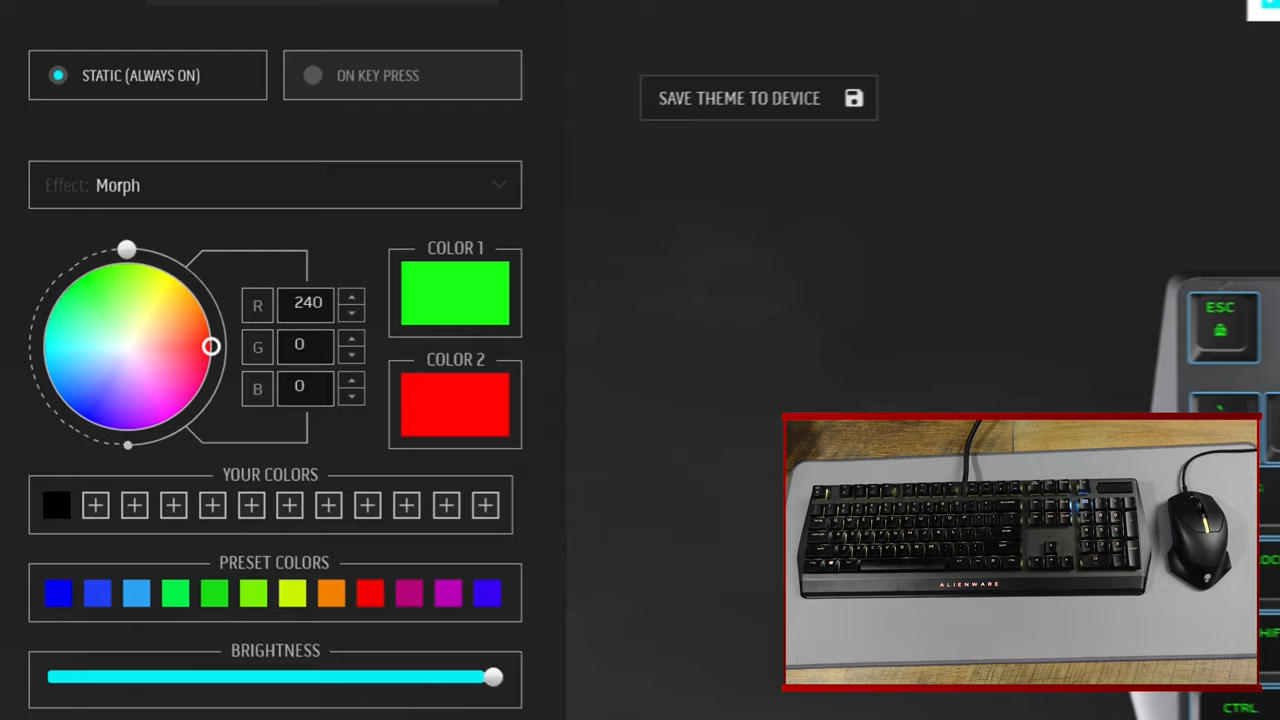 STATIC (ALWAYS ON)
ON KEY PRESS
SAVE THEME TO DEVICE
Effect: Morph
COLOR 1
R 240
G 0
B 0
COLOR 2
YOUR COLORS
PRESET COLORS
BRIGHTNESS
ESC
ALIENWARE
CTRL